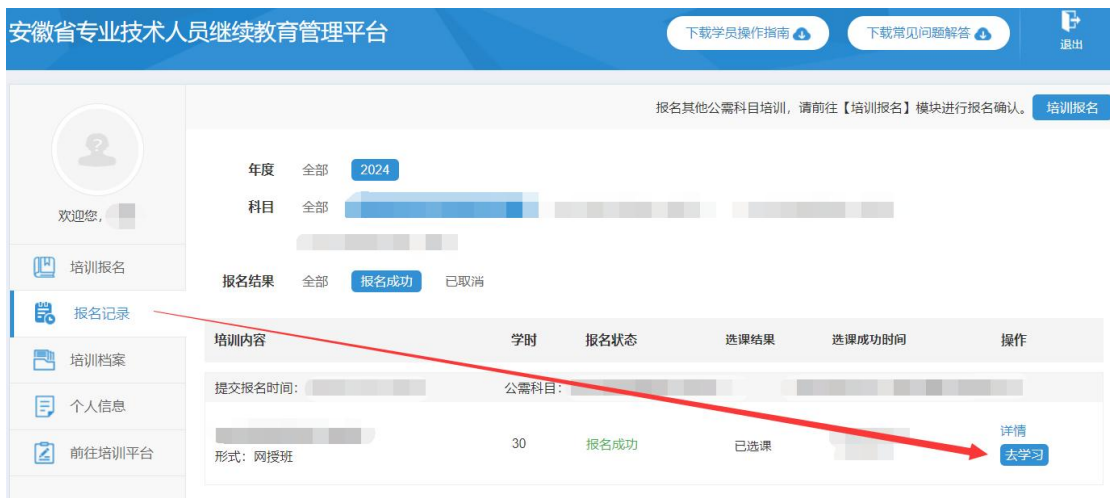 安徽省专业技术人员继续教育管理平台
下载学员操作指南
下载常见问题解答
退出
报名其他公需科目培训，请前往【培训报名】模块进行报名确认。 培训报名
年度 全部 2024
科目 全部
欢迎您,
培训报名
报名结果 全部 报名成功 已取消
报名记录
培训内容 学时 报名状态 选课结果 选课成功时间 操作
培训档案
提交报名时间： 公需科目：
个人信息
详情
30 报名成功 已选课
前往培训平台
形式：网授班
去学习